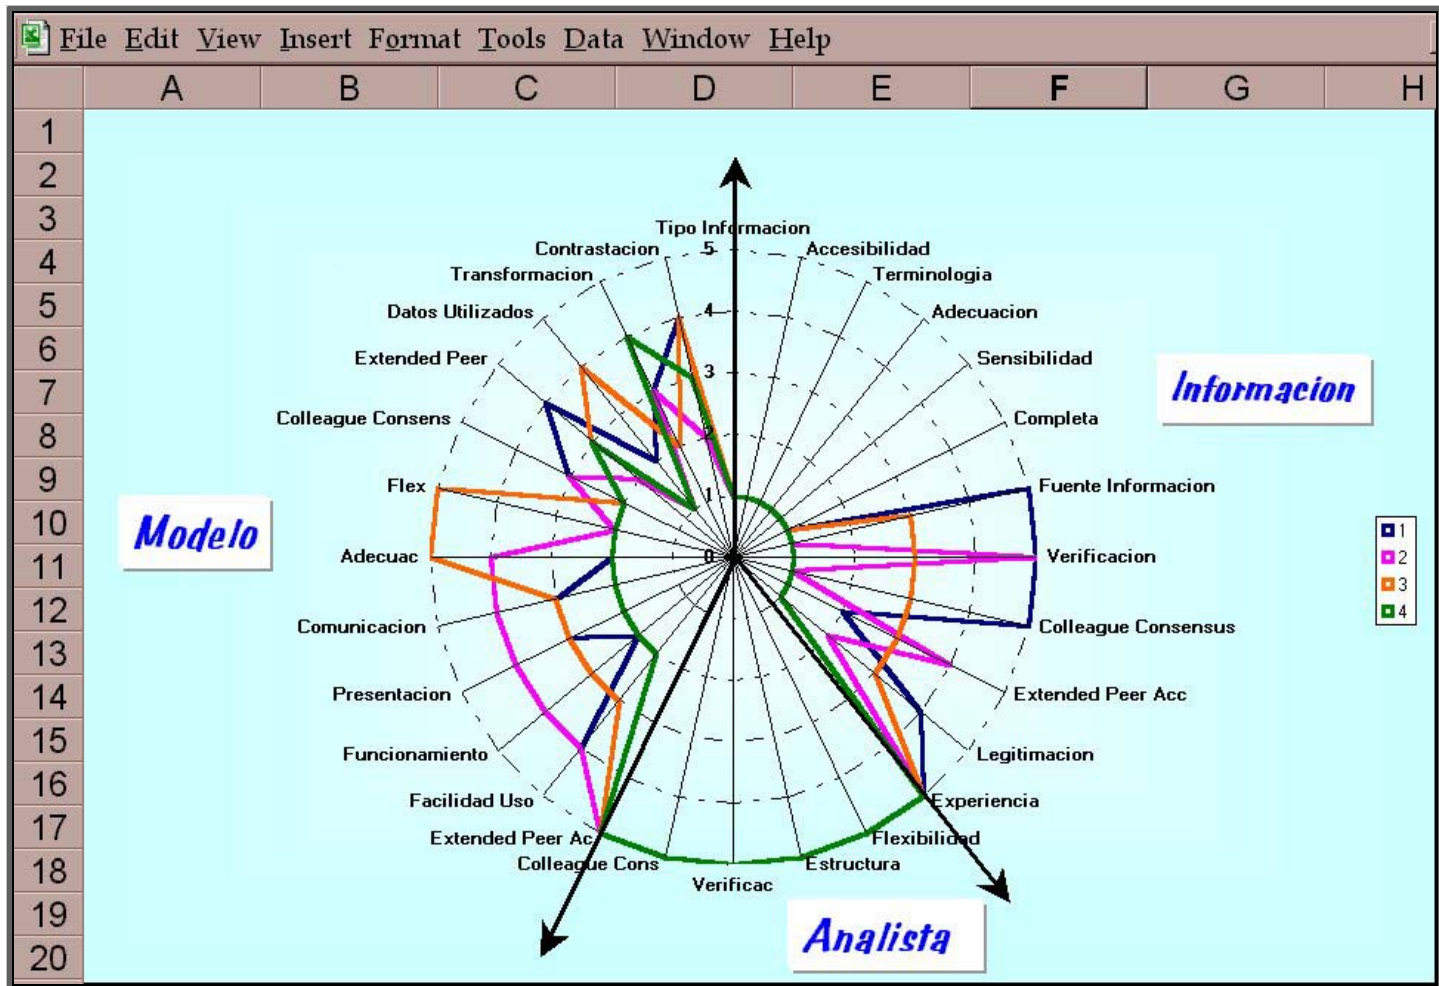 File Edit View Insert Format Tools Data Window Help
A B C D E F G H
1
2
3
4
5
6
7
8
9
10
11
12
13
14
15
16
17
18
19
20
Tipo Informacion
Accesibilidad
Terminologia
Adecuacion
Sensibilidad
Completa
Fuente Informacion
Verificacion
Colleague Consensus
Extended Peer Acc
Legitimacion
Experiencia
Flexibilidad
Estructura
Verificac
Colleague Cons
Extended Peer Ac
Facilidad Uso
Funcionamiento
Presentacion
Comunicacion
Adecuac
Flex
Colleague Consens
Extended Peer
Datos Utilizados
Transformacion
Contrastacion
5
4
3
2
1
0
Informacion
Modelo
Analista
1
2
3
4